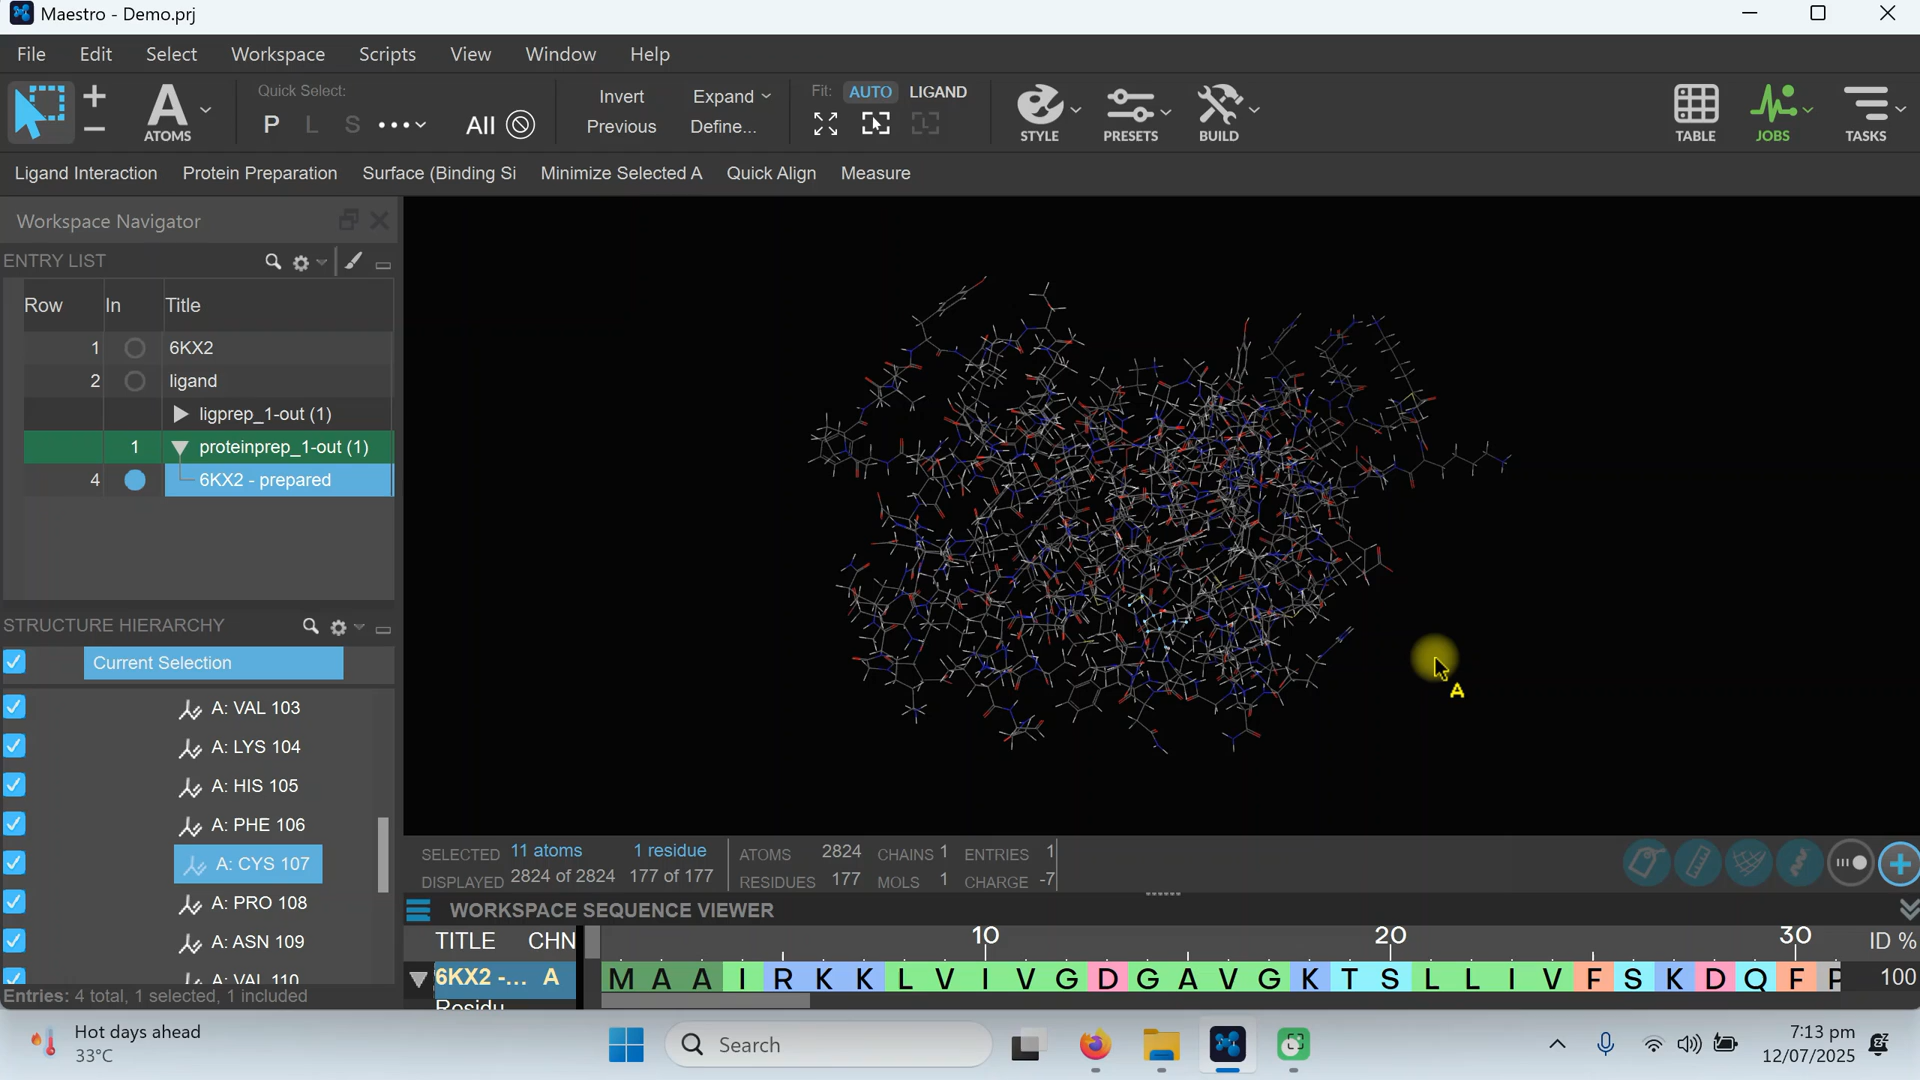 Maestro - Demo.prj
File Edit Select Workspace Scripts View Window Help
ATOMS
Quick Select:
P L S
All
Invert
Previous
Expand
Define...
Fit: AUTO LIGAND
STYLE PRESETS BUILD
TABLE JOBS TASKS
Ligand Interaction Protein Preparation Surface (Binding Si Minimize Selected A Quick Align Measure
Workspace Navigator
ENTRY LIST
Row In Title
1 6KX2
2 ligand
ligprep_1-out (1)
1 proteinprep_1-out (1)
4 6KX2 - prepared
STRUCTURE HIERARCHY
Current Selection
A: VAL 103
A: LYS 104
A: HIS 105
A: PHE 106
A: CYS 107
A: PRO 108
A: ASN 109
A: VAL 110
Entries: 4 total, 1 selected, 1 included
A
SELECTED 11 atoms 1 residue
DISPLAYED 2824 of 2824 177 of 177
ATOMS 2824 CHAINS 1 ENTRIES 1
RESIDUES 177 MOLS 1 CHARGE -7
WORKSPACE SEQUENCE VIEWER
TITLE CHN 10 20 30 ID %
6KX2 -... A M A A I R K K L V I V G D G A V G K T S L L I V F S K D Q F P 100
Residu
Hot days ahead
33°C
Search
7:13 pm
12/07/2025